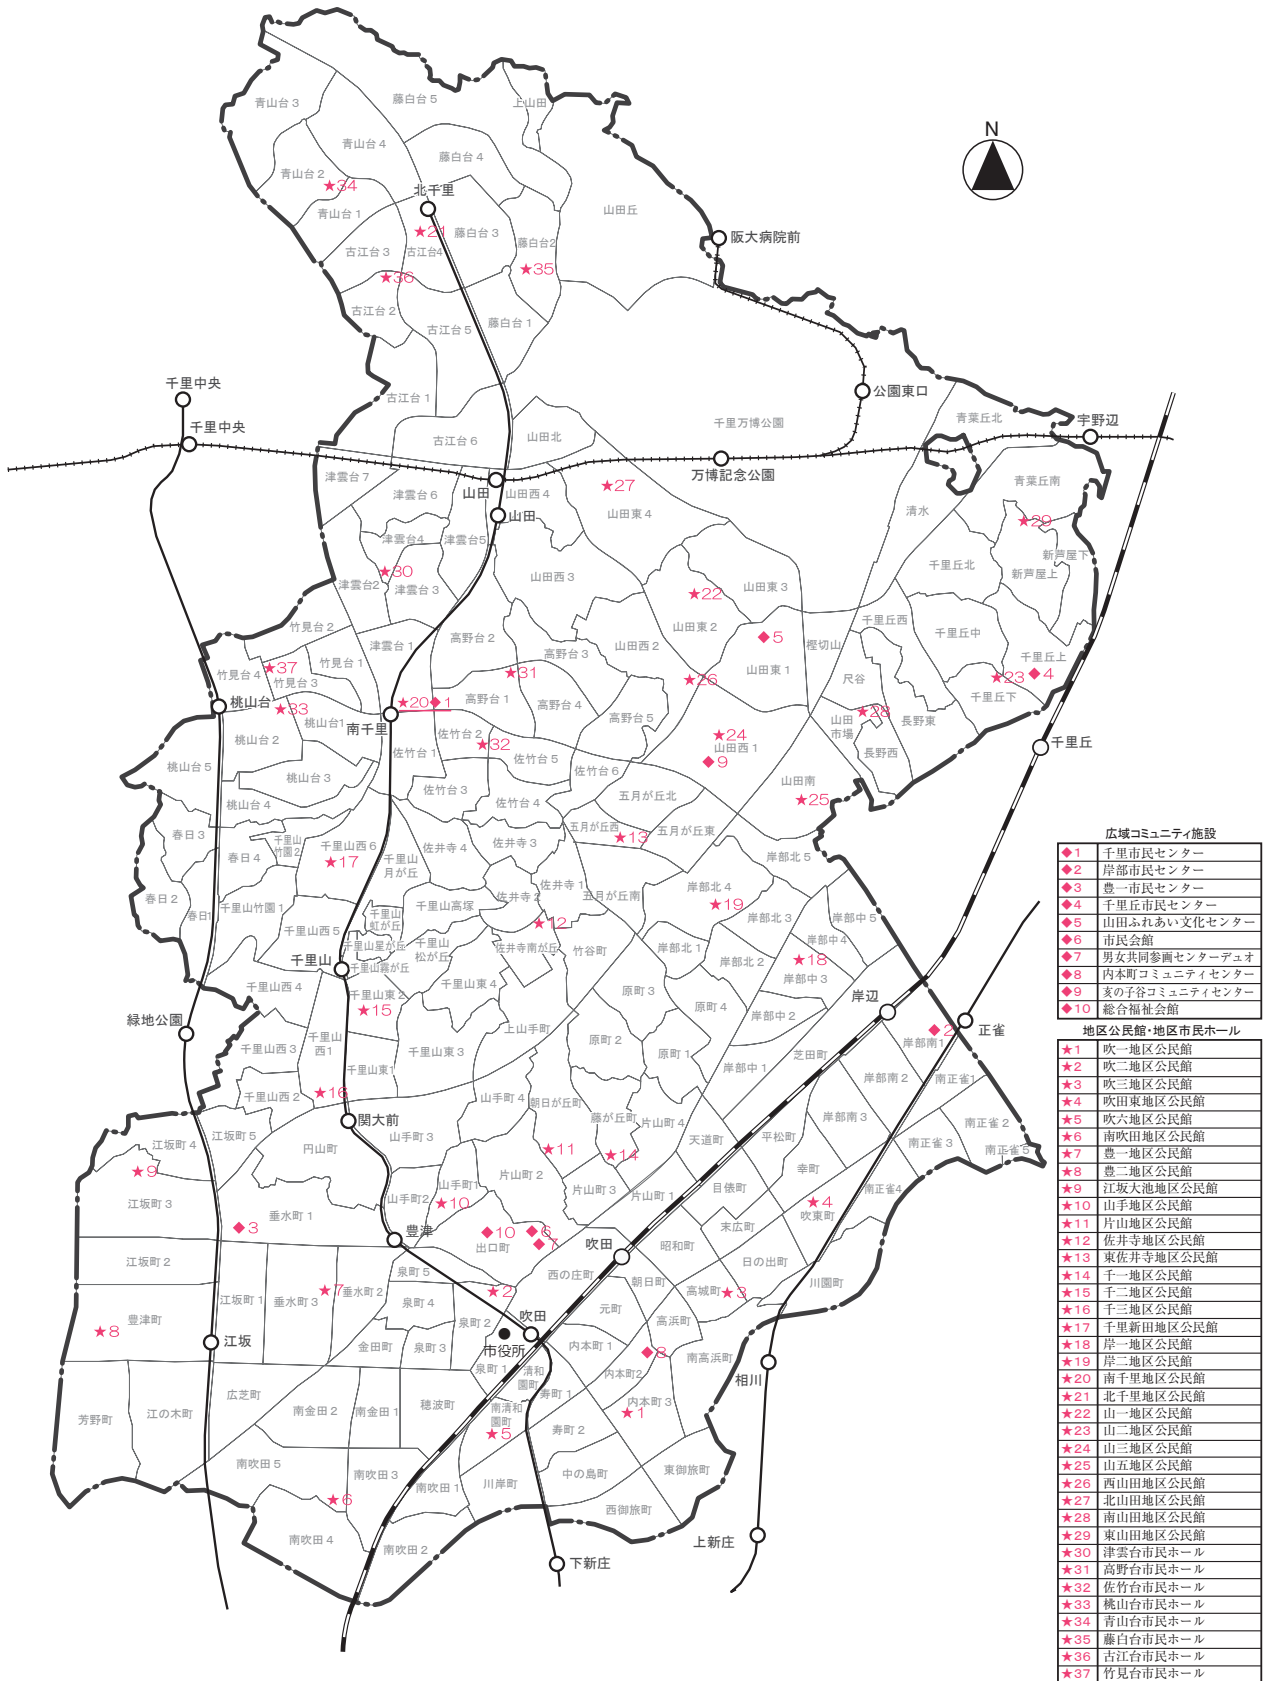 N
藤白台5
上山田
青山台3
青山台4
藤白台4
青山台2
★34
北千里
青山台1
山田丘
★21
藤白台3
阪大病院前
古江台3
古江台4
藤白台2
★35
★36
古江台2
藤白台1
古江台5
千里中央
公園東口
古江台1
千里万博公園
青葉丘北
千里中央
宇野辺
古江台6
山田北
津雲台7
万博記念公園
青葉丘南
山田
津雲台6
山田西4
★27
山田東4
清水
山田
★29
津雲台4
津雲台5
新芦屋下
★30
千里丘北
新芦屋上
津雲台2
津雲台3
山田西3
★22
山田東3
千里丘西
竹見台2
津雲台1
高野台2
山田東2
◆5
千里丘中
樫切山
山田西2
竹見台1
高野台3
千里丘上
★37
竹見台4
竹見台3
★31
山田東1
★26
尺谷
★23
◆4
千里丘下
桃山台
★33
桃山台1
★20◆1
高野台1
高野台4
高野台5
★28
山田
市場
長野東
南千里
桃山台2
佐竹台2
★32
★24
山田西1
長野西
千里丘
佐竹台1
佐竹台5
佐竹台6
◆9
桃山台5
桃山台3
山田南
佐竹台3
佐竹台4
五月が丘北
★25
桃山台4
春日3
五月が丘西
★13
五月が丘東
千里山
竹園2
千里山西6
★17
佐井寺4
佐井寺3
岸部北5
春日4
千里山
月が丘
佐井寺1
岸部北4
春日2
佐井寺2
五月が丘南
★19
春日1
千里山竹園1
千里山高塚
千里山
虹が丘
★12
岸部北3
岸部中5
千里山西5
千里山星が丘
千里山
松が丘
佐井寺南が丘
竹谷町
岸部北1
岸部中4
千里山
千里山霧が丘
岸部北2
★18
岸部中3
千里山西4
千里山東2
★15
千里山東4
原町3
原町4
岸辺
緑地公園
千里山
西1
上山手町
岸部中2
正雀
◆2
岸部南1
千里山西3
千里山東3
原町2
原町1
芝田町
千里山東1
岸部中1
岸部南2
南正雀1
千里山西2
★16
山手町4
朝日が丘町
藤が丘町
片山町4
岸部南3
南正雀2
関大前
江坂町5
江坂町4
円山町
山手町3
★11
★14
天道町
平松町
南正雀3
南正雀5
★9
幸町
片山町2
片山町3
片山町1
目俵町
南正雀4
江坂町3
山手町2
山手町1
★10
★4
吹東町
◆3
垂水町1
豊津
◆10
◆6
◆7
出口町
吹田
昭和町
末広町
江坂町2
泉町5
西の庄町
日の出町
朝日町
川園町
江坂町1
垂水町3
★7
垂水町2
★2
泉町4
高城町
★3
元町
高浜町
豊津町
★8
江坂
泉町2
吹田
市役所
金田町
泉町3
内本町1
◆8
南高浜町
泉町1
清和
園町
内本町2
相川
広芝町
穂波町
寿町1
内本町3
芳野町
江の木町
南金田2
南金田1
南清和
園町
★1
★5
寿町2
南吹田5
南吹田3
中の島町
東御旅町
南吹田1
川岸町
★6
西御旅町
南吹田4
南吹田2
上新庄
下新庄
広域コミュニティ施設
◆1 千里市民センター
◆2 岸部市民センター
◆3 豊一市民センター
◆4 千里丘市民センター
◆5 山田ふれあい文化センター
◆6 市民会館
◆7 男女共同参画センターデュオ
◆8 内本町コミュニティセンター
◆9 亥の子谷コミュニティセンター
◆10 総合福祉会館
地区公民館・地区市民ホール
★1 吹一地区公民館
★2 吹二地区公民館
★3 吹三地区公民館
★4 吹田東地区公民館
★5 吹六地区公民館
★6 南吹田地区公民館
★7 豊一地区公民館
★8 豊二地区公民館
★9 江坂大池地区公民館
★10 山手地区公民館
★11 片山地区公民館
★12 佐井寺地区公民館
★13 東佐井寺地区公民館
★14 千一地区公民館
★15 千二地区公民館
★16 千三地区公民館
★17 千里新田地区公民館
★18 岸一地区公民館
★19 岸二地区公民館
★20 南千里地区公民館
★21 北千里地区公民館
★22 山一地区公民館
★23 山二地区公民館
★24 山三地区公民館
★25 山五地区公民館
★26 西山田地区公民館
★27 北山田地区公民館
★28 南山田地区公民館
★29 東山田地区公民館
★30 津雲台市民ホール
★31 高野台市民ホール
★32 佐竹台市民ホール
★33 桃山台市民ホール
★34 青山台市民ホール
★35 藤白台市民ホール
★36 古江台市民ホール
★37 竹見台市民ホール